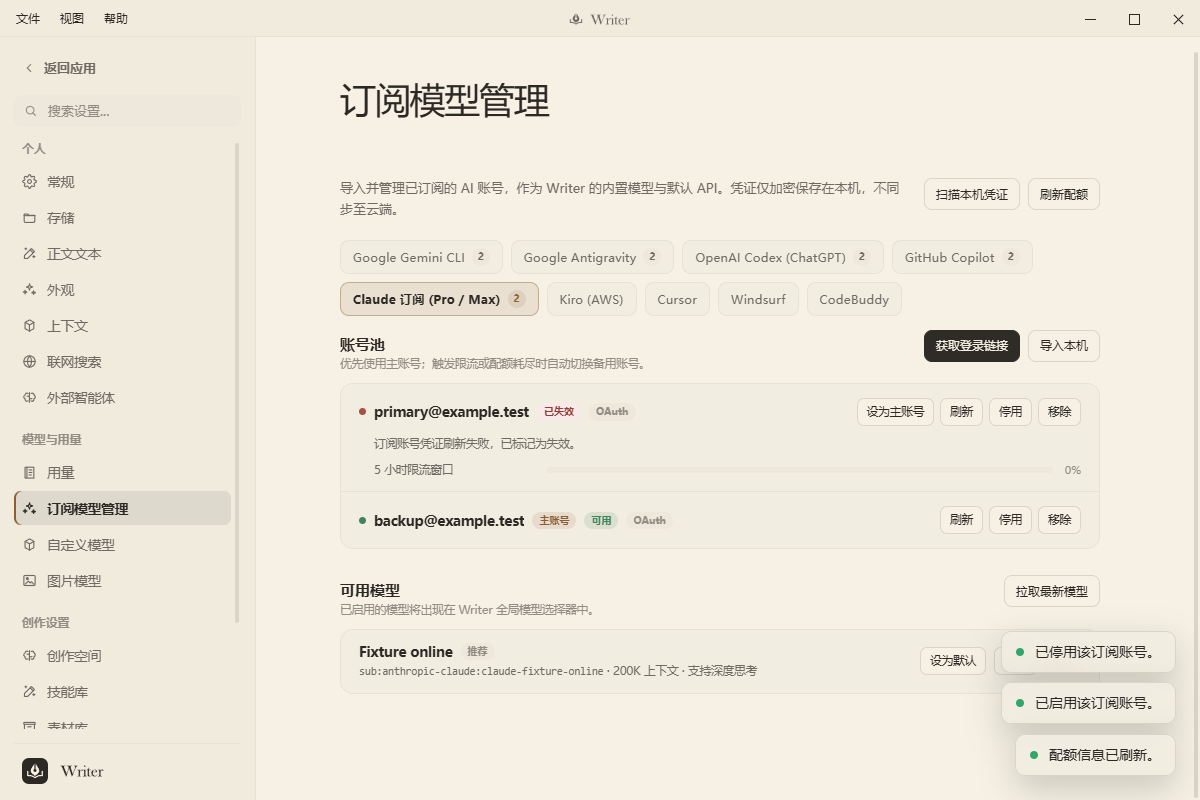 文件 视图 帮助
Writer
返回应用
搜索设置...
个人
常规
存储
正文文本
外观
上下文
联网搜索
外部智能体
模型与用量
用量
订阅模型管理
自定义模型
图片模型
创作设置
创作空间
技能库
素材库
Writer
订阅模型管理
导入并管理已订阅的 AI 账号，作为 Writer 的内置模型与默认 API。凭证仅加密保存在本机，不同
步至云端。
扫描本机凭证 刷新配额
Google Gemini CLI 2 Google Antigravity 2 OpenAI Codex (ChatGPT) 2 GitHub Copilot 2
Claude 订阅 (Pro / Max) 2 Kiro (AWS) Cursor Windsurf CodeBuddy
账号池
优先使用主账号；触发限流或配额耗尽时自动切换备用账号。
获取登录链接 导入本机
primary@example.test 已失效 OAuth 设为主账号 刷新 停用 移除
订阅账号凭证刷新失败，已标记为失效。
5 小时限流窗口 0%
backup@example.test 主账号 可用 OAuth 刷新 停用 移除
可用模型
已启用的模型将出现在 Writer 全局模型选择器中。
拉取最新模型
Fixture online 推荐
sub:anthropic-claude:claude-fixture-online · 200K 上下文 · 支持深度思考
设为默认
已停用该订阅账号。
已启用该订阅账号。
配额信息已刷新。